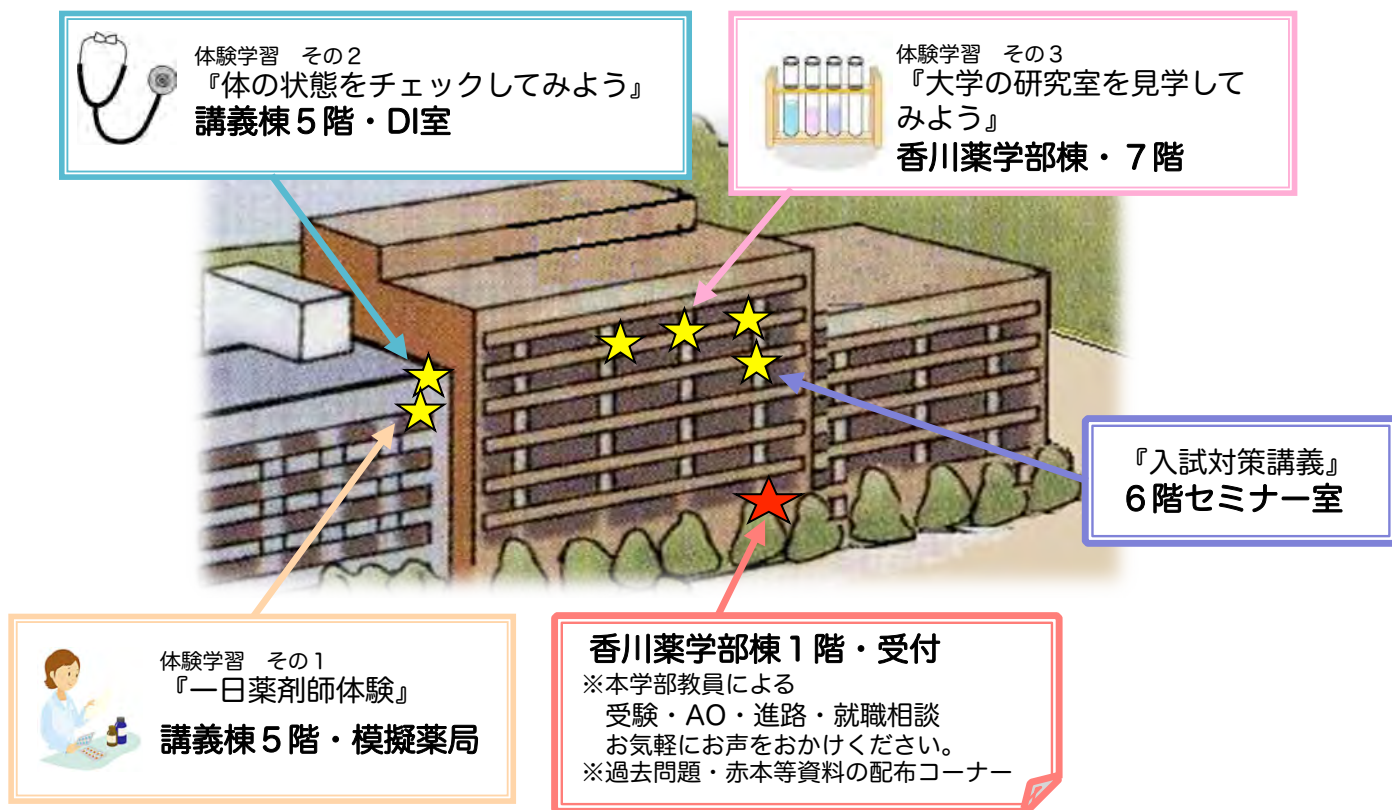 体験学習　その２
『体の状態をチェックしてみよう』
講義棟５階・DI室
体験学習　その３
『大学の研究室を見学して
みよう』
香川薬学部棟・７階
『入試対策講義』
６階セミナー室
体験学習　その１
『一日薬剤師体験』
講義棟５階・模擬薬局
香川薬学部棟１階・受付
※本学部教員による
受験・AO・進路・就職相談
お気軽にお声をおかけください。
※過去問題・赤本等資料の配布コーナー